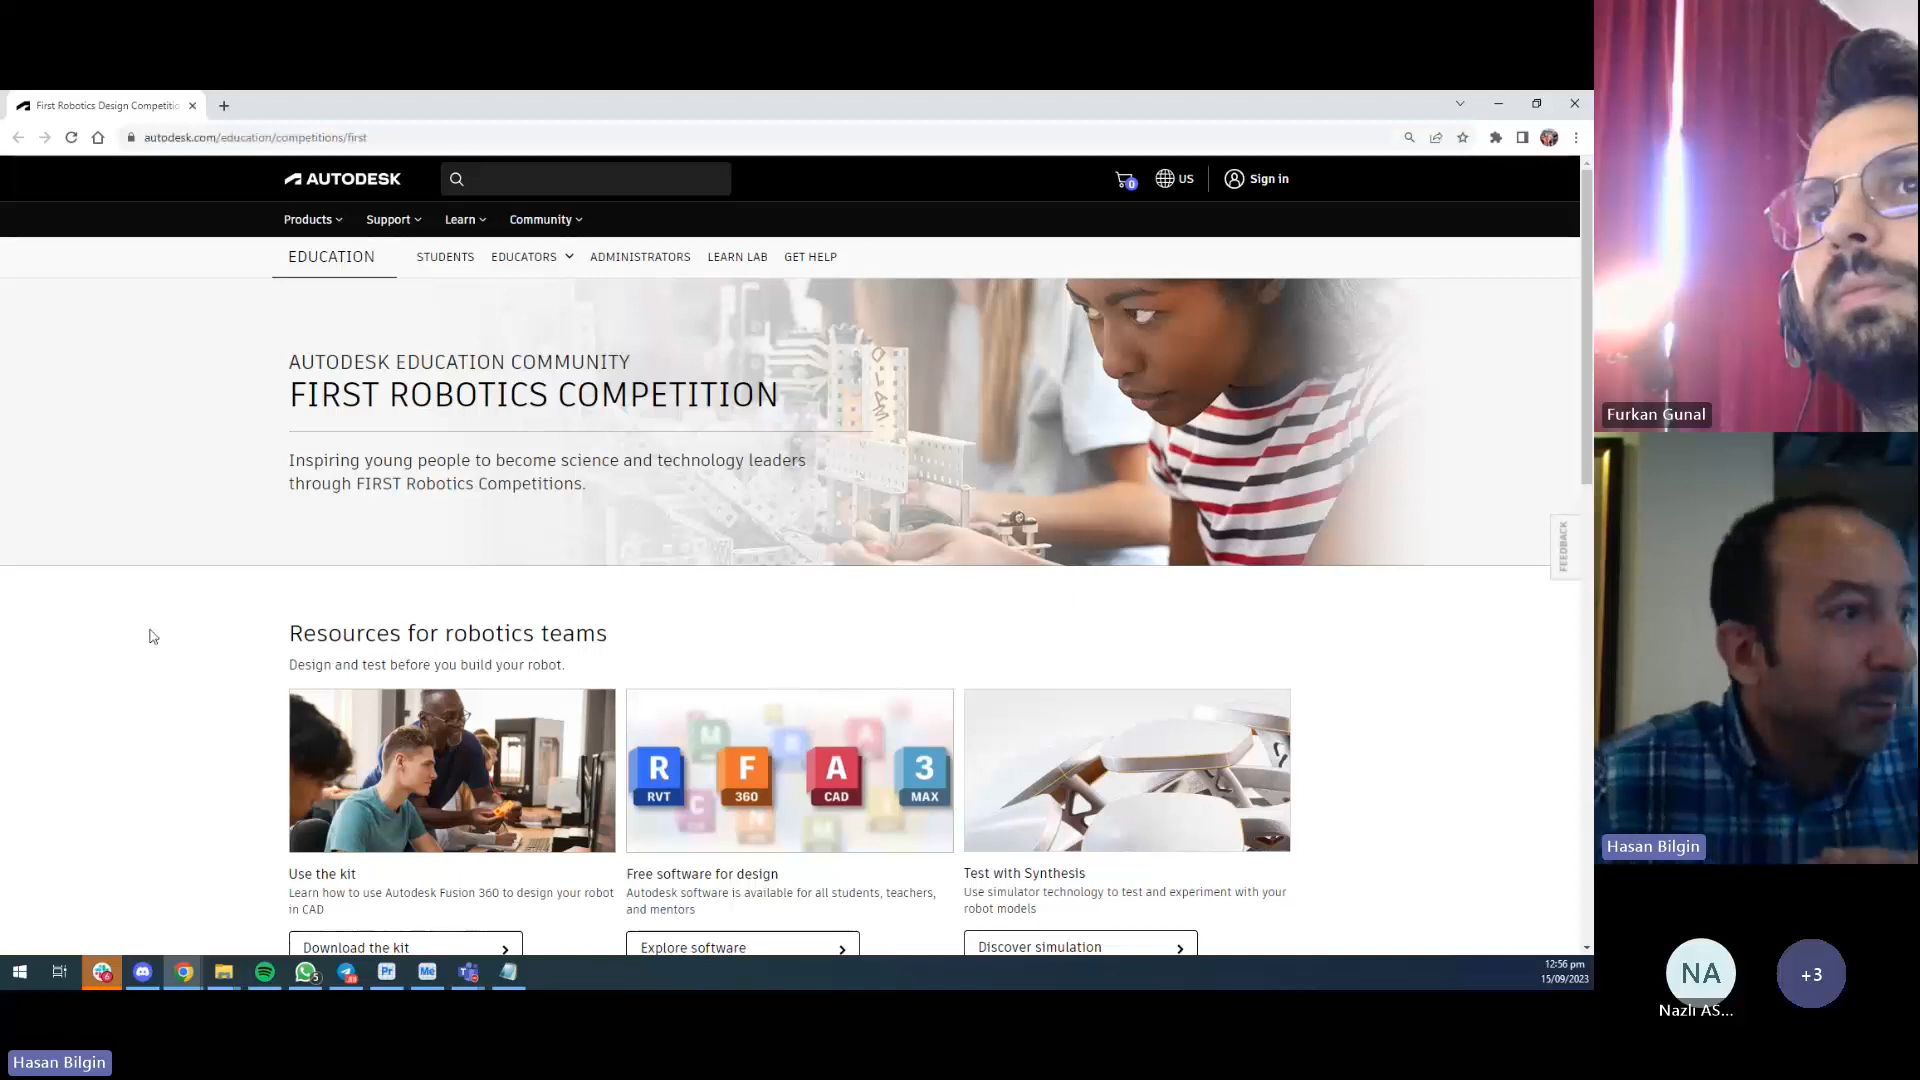 First Robotics Design Competitio
autodesk.com/education/competitions/first
AUTODESK
0
US
Sign in
Products
Support
Learn
Community
EDUCATION
STUDENTS
EDUCATORS
ADMINISTRATORS
LEARN LAB
GET HELP
AUTODESK EDUCATION COMMUNITY
FIRST ROBOTICS COMPETITION
Inspiring young people to become science and technology leaders
through FIRST Robotics Competitions.
FEEDBACK
Resources for robotics teams
Design and test before you build your robot.
R
RVT
F
360
A
CAD
3
MAX
Use the kit
Learn how to use Autodesk Fusion 360 to design your robot
in CAD
Download the kit
Free software for design
Autodesk software is available for all students, teachers,
and mentors
Explore software
Test with Synthesis
Use simulator technology to test and experiment with your
robot models
Discover simulation
Pr
Me
5
12:56 pm
15/09/2023
Furkan Gunal
Hasan Bilgin
NA
Nazlı AS...
+3
Hasan Bilgin